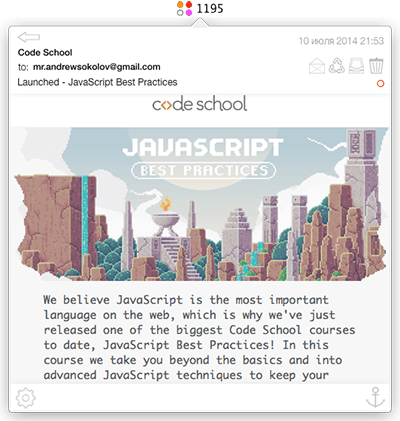 1195
10 июля 2014 21:53
Code School
to: mr.andrewsokolov@gmail.com
Launched - JavaScript Best Practices
code school
JAVASCRIPT
BEST PRACTICES
We believe JavaScript is the most important
language on the web, which is why we've just
released one of the biggest Code School courses
to date, JavaScript Best Practices! In this
course we take you beyond the basics and into
advanced JavaScript techniques to keep your